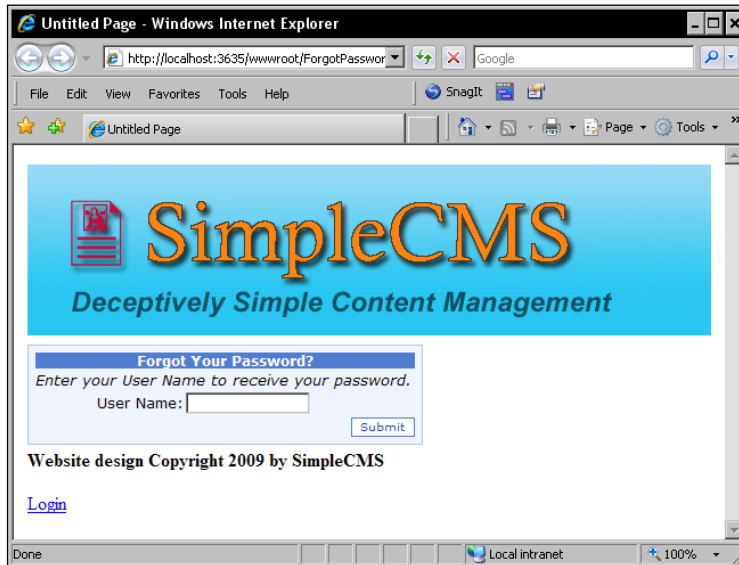 Untitled Page - Windows Internet Explorer
http://localhost:3635/wwwroot/ForgotPasswor
Google
File Edit View Favorites Tools Help
SnagIt
Untitled Page
Page
Tools
»
SimpleCMS
Deceptively Simple Content Management
Forgot Your Password?
Enter your User Name to receive your password.
User Name:
Submit
Website design Copyright 2009 by SimpleCMS
Login
Done
Local intranet
100%